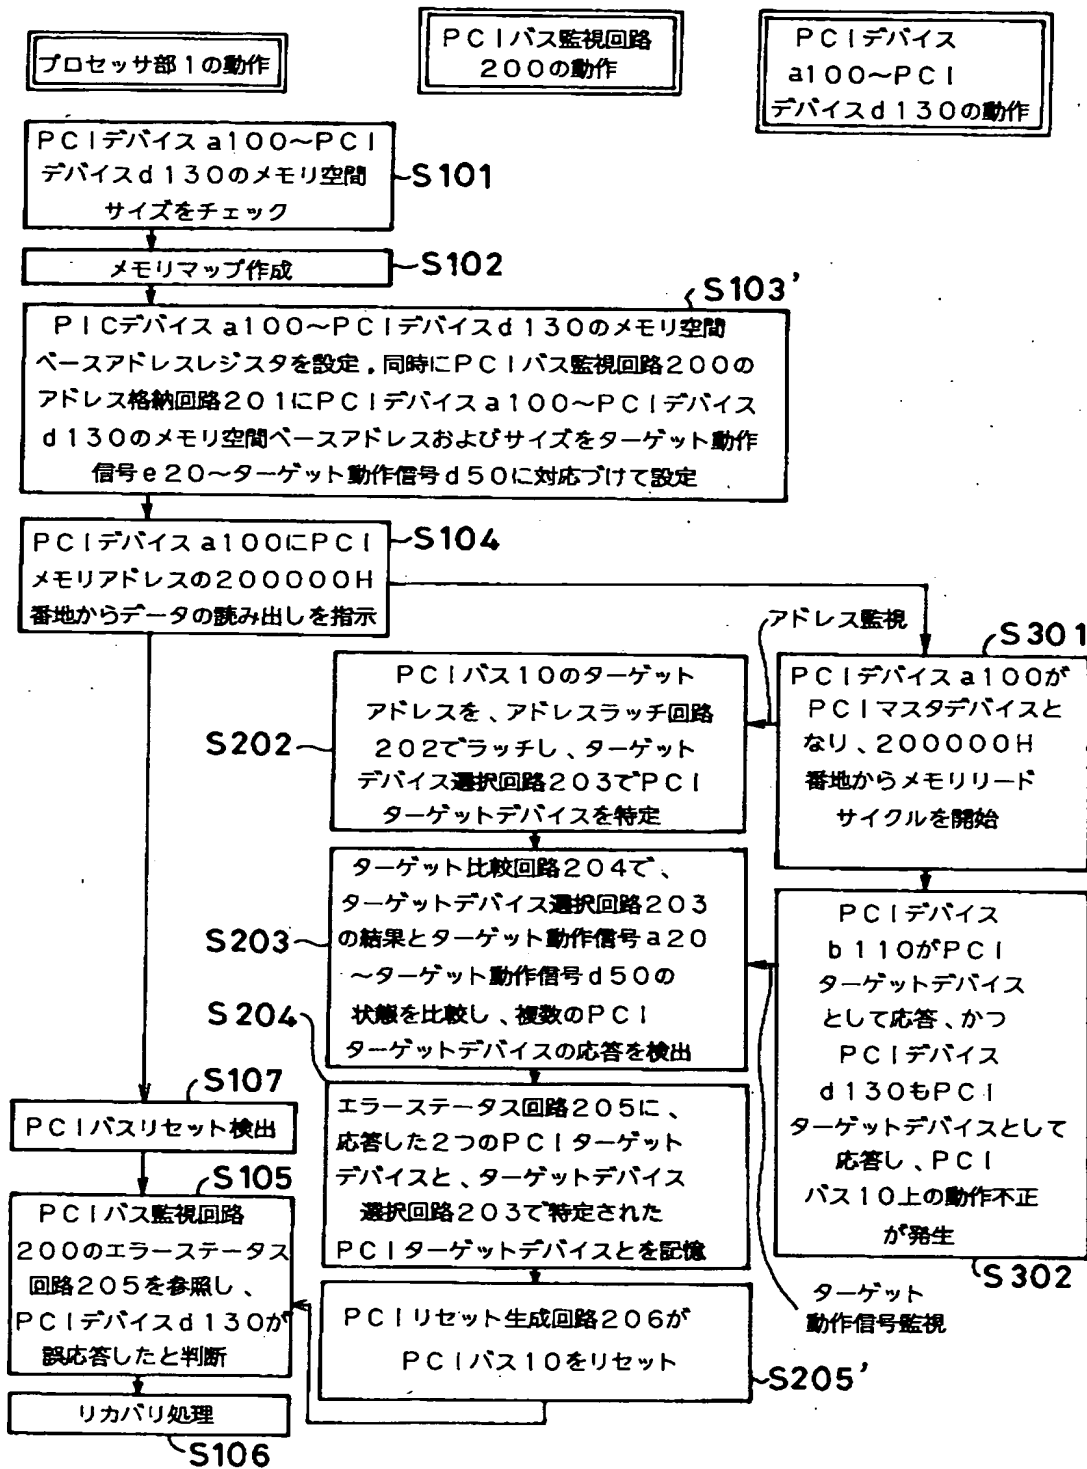 プロセッサ部1の動作
PCIバス監視回路
200の動作
PCIデバイス
a100〜PCI
デバイスd130の動作
PCIデバイスa100〜PCI
デバイスd130のメモリ空間
サイズをチェック
S101
メモリマップ作成
S102
S103'
PICデバイスa100〜PCIデバイスd130のメモリ空間
ベースアドレスレジスタを設定.同時にPCIバス監視回路200の
アドレス格納回路201にPCIデバイスa100〜PCIデバイス
d130のメモリ空間ベースアドレスおよびサイズをターゲット動作
信号e20〜ターゲット動作信号d50に対応づけて設定
PCIデバイスa100にPCI
メモリアドレスの200000H
番地からデータの読み出しを指示
S104
アドレス監視
S301
PCIデバイスa100が
PCIマスタデバイスと
なり、200000H
番地からメモリリード
サイクルを開始
S202
PCIバス10のターゲット
アドレスを、アドレスラッチ回路
202でラッチし、ターゲット
デバイス選択回路203でPCI
ターゲットデバイスを特定
S203
ターゲット比較回路204で、
ターゲットデバイス選択回路203
の結果とターゲット動作信号a20
〜ターゲット動作信号d50の
状態を比較し、複数のPCI
ターゲットデバイスの応答を検出
PCIデバイス
b110がPCI
ターゲットデバイス
として応答、かつ
PCIデバイス
d130もPCI
ターゲットデバイスとして
応答し、PCI
バス10上の動作不正
が発生
S302
S204
エラーステータス回路205に、
応答した2つのPCIターゲット
デバイスと、ターゲットデバイス
選択回路203で特定された
PCIターゲットデバイスとを記憶
ターゲット
動作信号監視
S107
PCIバスリセット検出
S105
PCIバス監視回路
200のエラーステータス
回路205を参照し、
PCIデバイスd130が
誤応答したと判断
PCIリセット生成回路206が
PCIバス10をリセット
S205'
リカバリ処理
S106